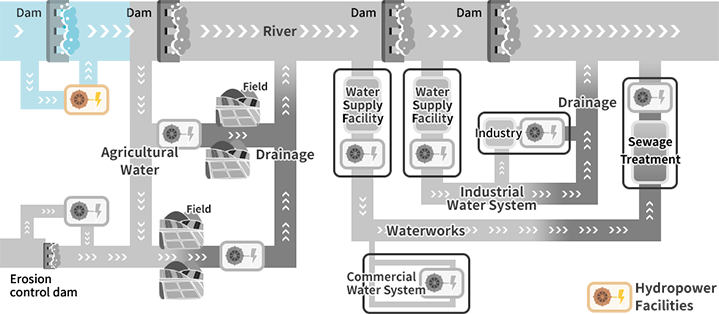 Dam
Dam
Dam
Dam
River
Field
Agricultural
Water
Drainage
Water
Supply
Facility
Water
Supply
Facility
Industry
Drainage
Sewage
Treatment
Industrial
Water System
Field
Waterworks
Erosion
control dam
Commercial
Water System
Hydropower
Facilities